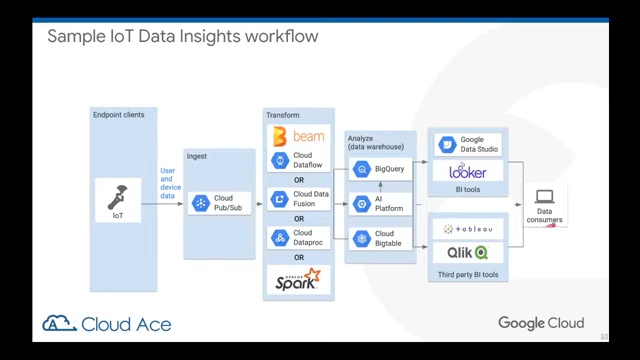 Sample IoT Data Insights workflow
Endpoint clients
IoT
User
and
device
data
Ingest
Cloud
Pub/Sub
Transform
beam
Cloud
Dataflow
OR
Cloud Data
Fusion
OR
Cloud
Dataproc
OR
APACHE
Spark
Analyze
(data warehouse)
BigQuery
AI
Platform
Cloud
Bigtable
Google
Data Studio
looker
BI tools
+tableau
Qlik
Third party BI tools
Data
consumers
Cloud Ace
Google Cloud
33